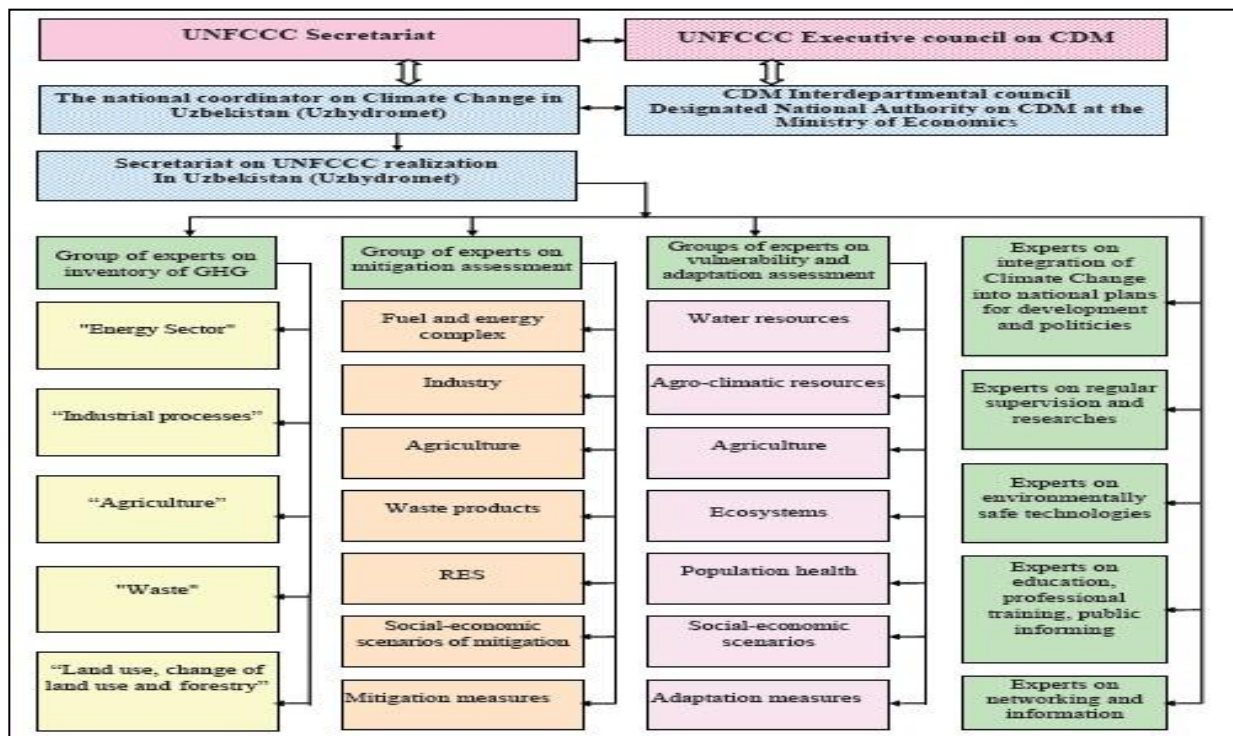 UNFCCC Secretariat
UNFCCC Executive council on CDM
The national coordinator on Climate Change in
Uzbekistan (Uzhydromet)
CDM Interdepartmental council
Designated National Authority on CDM at the
Ministry of Economics
Secretariat on UNFCCC realization
In Uzbekistan (Uzhydromet)
Group of experts on
inventory of GHG
"Energy Sector"
“Industrial processes”
“Agriculture”
"Waste"
“Land use, change of
land use and forestry”
Group of experts on
mitigation assessment
Fuel and energy
complex
Industry
Agriculture
Waste products
RES
Social-economic
scenarios of mitigation
Mitigation measures
Groups of experts on
vulnerability and
adaptation assessment
Water resources
Agro-climatic resources
Agriculture
Ecosystems
Population health
Social-economic
scenarios
Adaptation measures
Experts on
integration of
Climate Change
into national plans
for development
and politicies
Experts on regular
supervision and
researches
Experts on
environmentally
safe technologies
Experts on
education,
professional
training, public
informing
Experts on
networking and
information